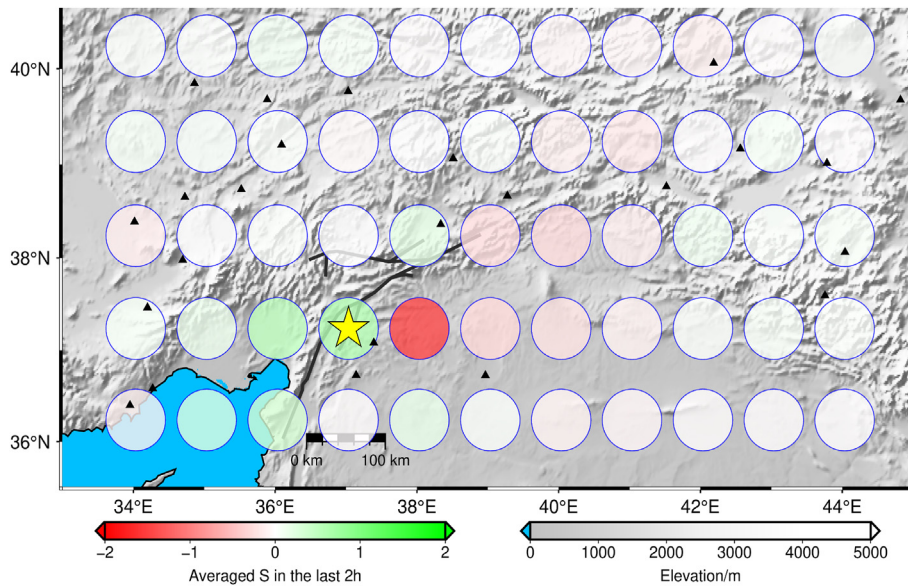 40°N
38°N
36°N
0 km 100 km
34°E 36°E 38°E 40°E 42°E 44°E
−2 −1 0 1 2
0 1000 2000 3000 4000 5000
Averaged S in the last 2h
Elevation/m